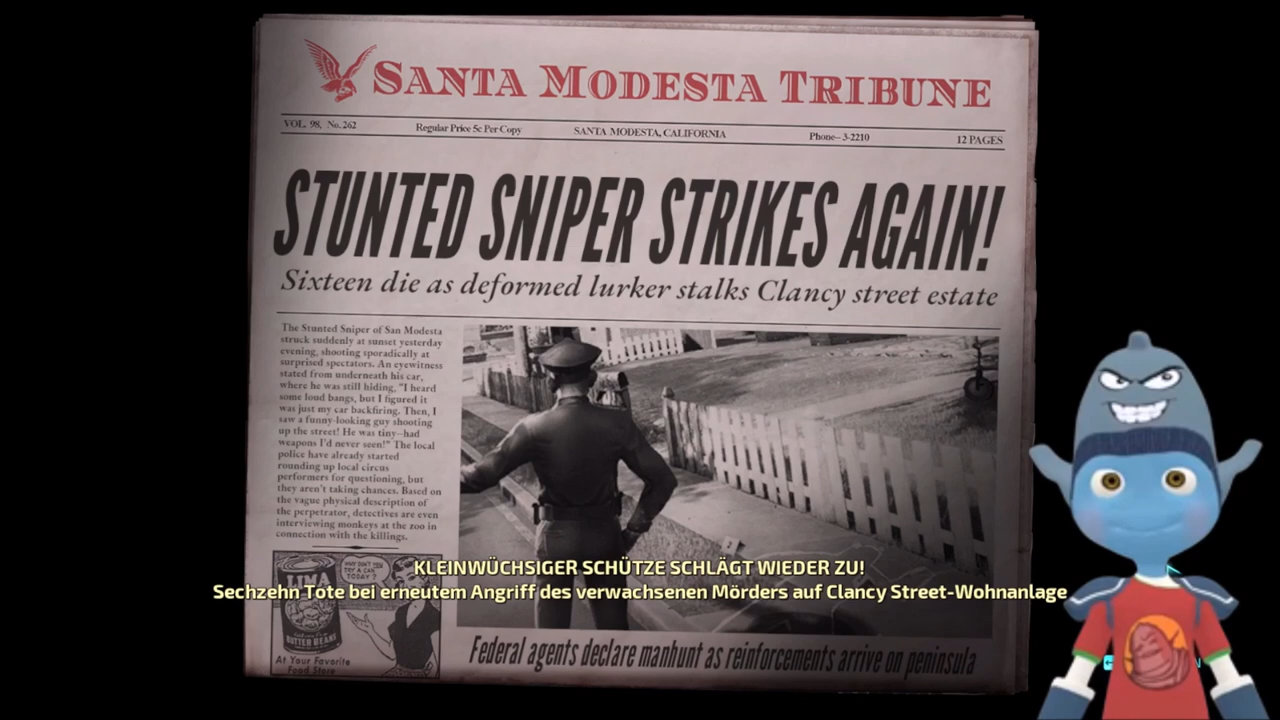 SANTA MODESTA TRIBUNE
VOL. 98, No. 262 Regular Price 5c Per Copy SANTA MODESTA, CALIFORNIA Phone–3-2210 12 PAGES
STUNTED SNIPER STRIKES AGAIN!
Sixteen die as deformed lurker stalks Clancy street estate
The Stunted Sniper of San Modesta
struck suddenly at sunset yesterday
evening, shooting sporadically at
surprised spectators. An eyewitness
stated from underneath his car,
where he was still hiding, "I heard
some loud bangs, but I figured it
was just my car backfiring. Then, I
saw a funny-looking guy shooting
up the street! He was tiny–had
weapons I'd never seen!" The local
police have already started
rounding up local circus
performers for questioning, but
they aren't taking chances. Based on
the vague physical description of
the perpetrator, detectives are even
interviewing monkeys at the zoo in
connection with the killings.
WHY DON'T YOU
TRY A CAN
TODAY?
LIMA
BUTTER BEANS
At Your Favorite
Food Store
KLEINWÜCHSIGER SCHÜTZE SCHLÄGT WIEDER ZU!
Sechzehn Tote bei erneutem Angriff des verwachsenen Mörders auf Clancy Street-Wohnanlage
Federal agents declare manhunt as reinforcements arrive on peninsula